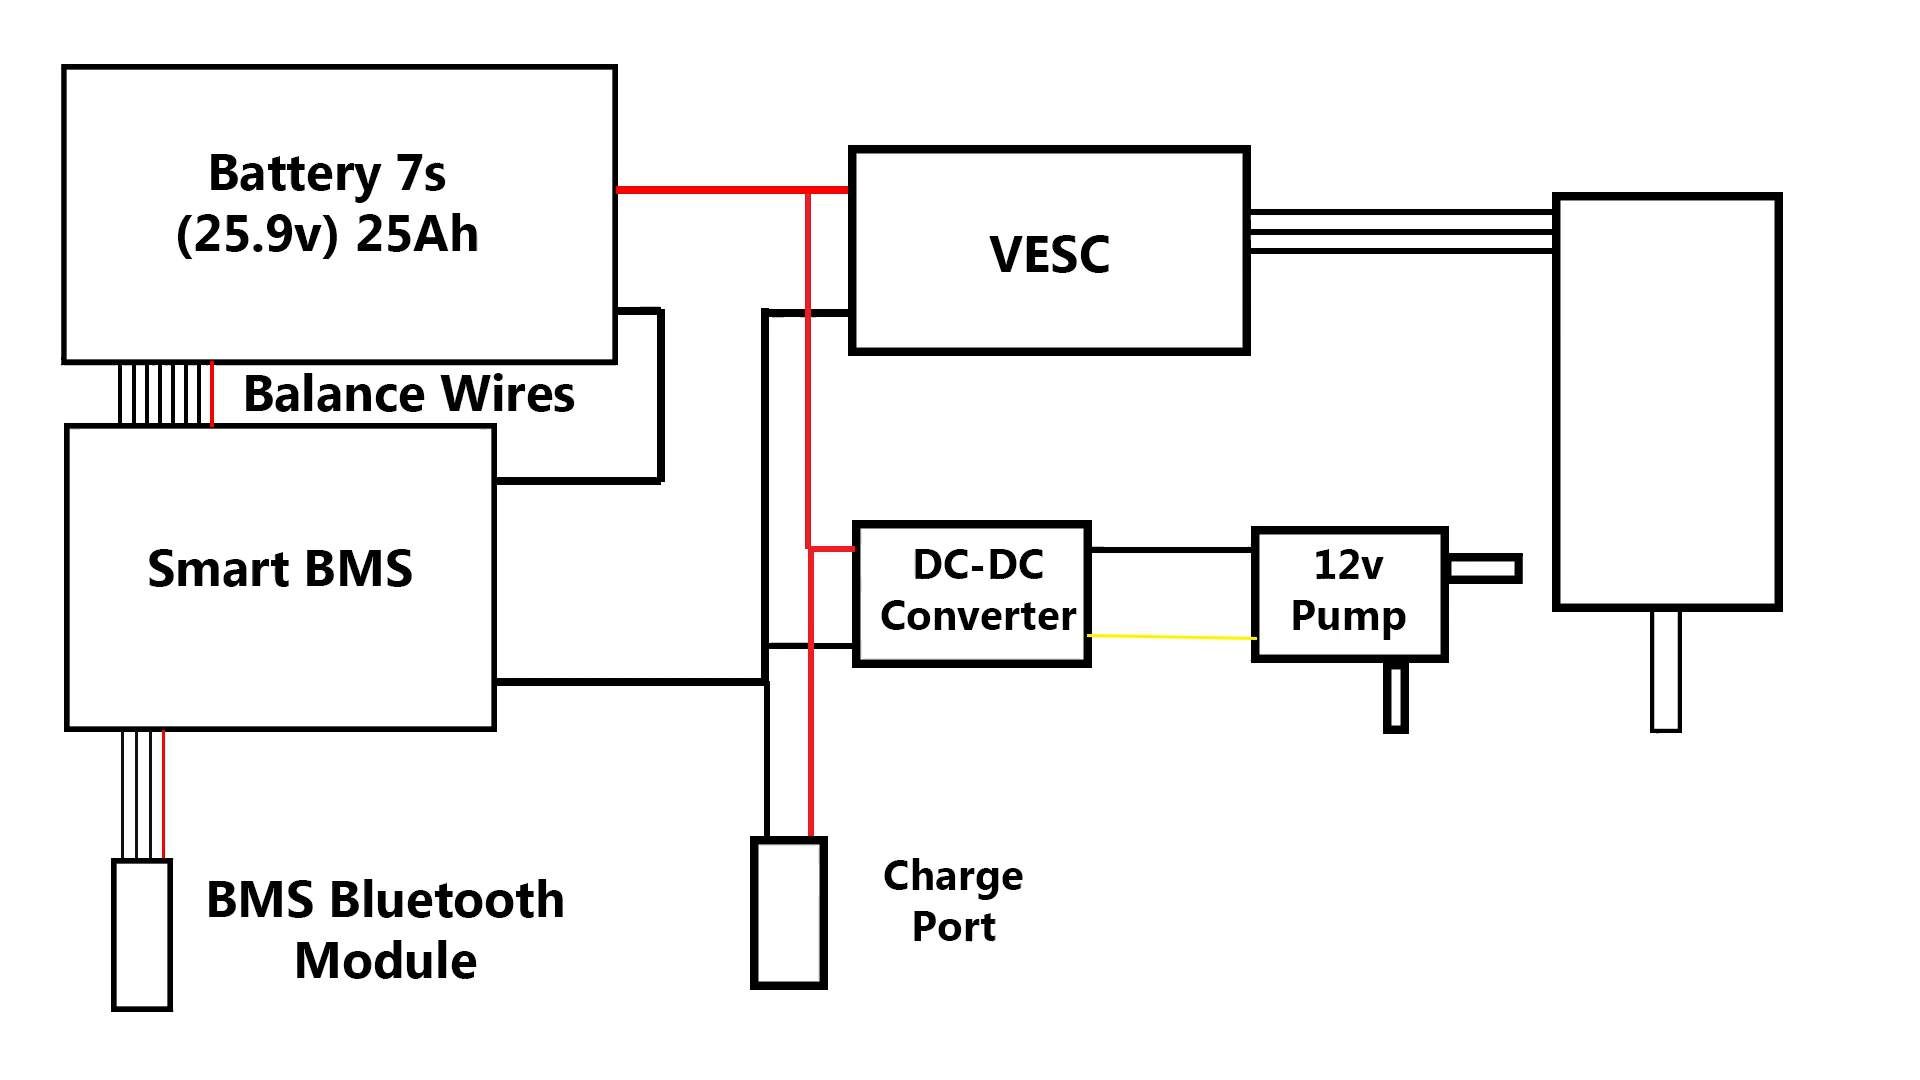 Battery 7s
(25.9v) 25Ah
VESC
Balance Wires
Smart BMS
DC-DC
Converter
12v
Pump
BMS Bluetooth
Module
Charge
Port